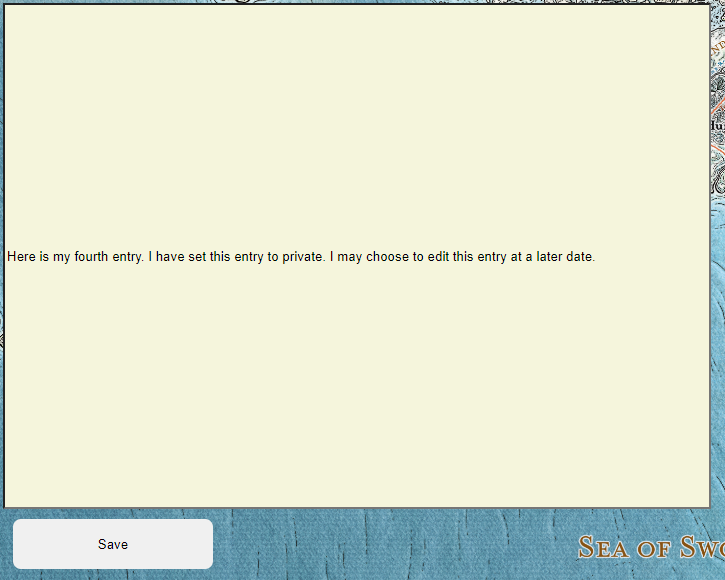 Here is my fourth entry. I have set this entry to private. I may choose to edit this entry at a later date.
Save
Sea of